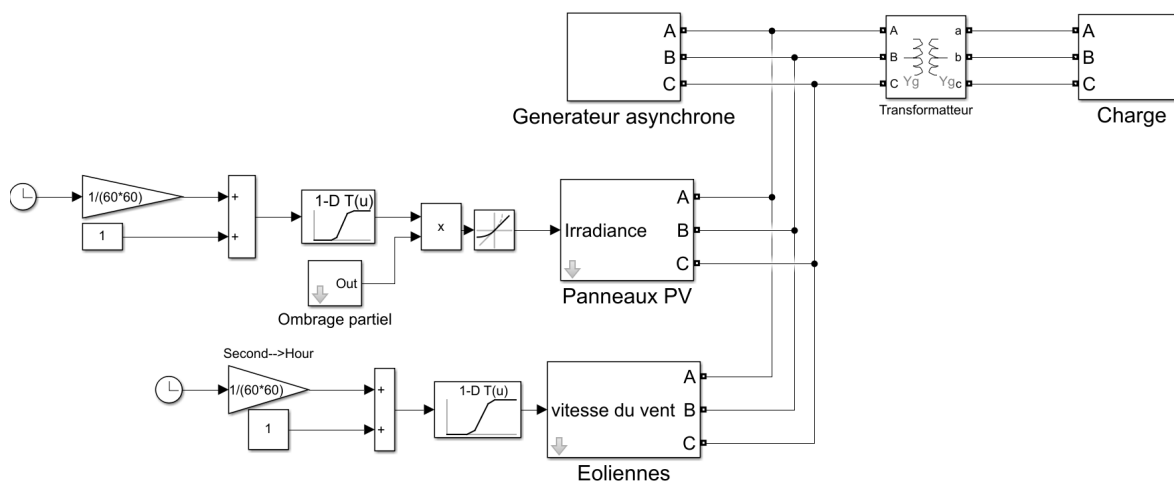 A
B
C
Generateur asynchrone
A
B
C
Yg
Yg
a
b
c
Transformatteur
A
B
C
Charge
1/(60*60)
1
+
+
1-D T(u)
x
Out
Ombrage partiel
Irradiance
A
B
C
Panneaux PV
Second-->Hour
1/(60*60)
1
+
+
1-D T(u)
vitesse du vent
A
B
C
Eoliennes